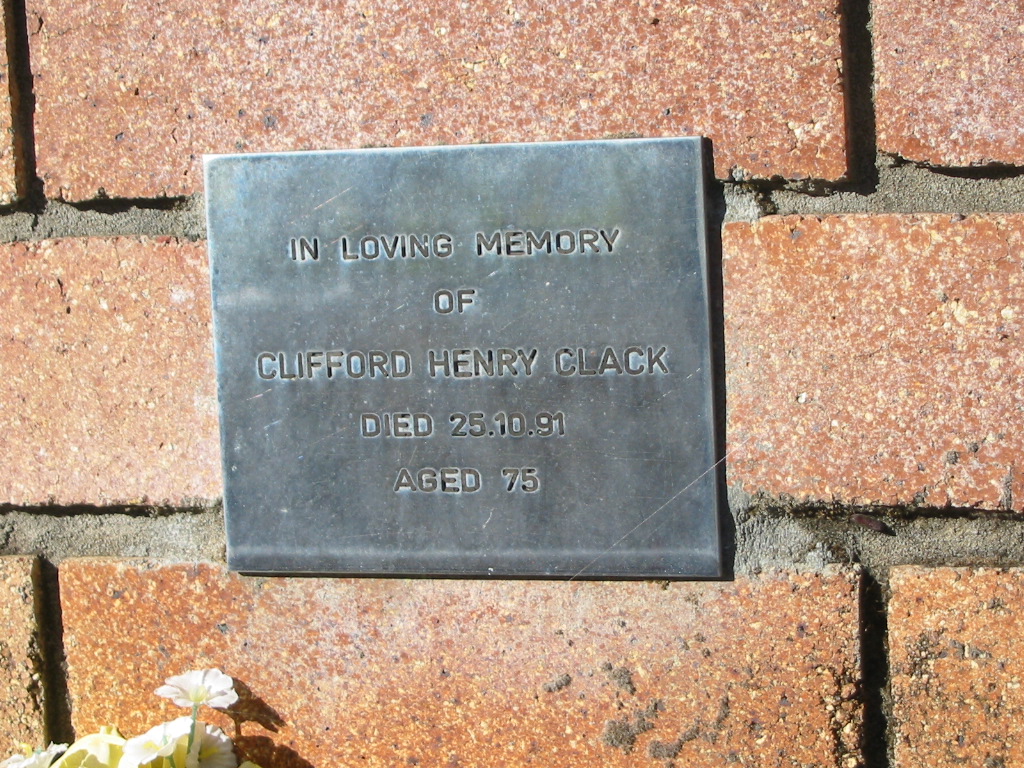 IN LOVING MEMORY
OF
CLIFFORD HENRY CLACK
DIED 25.10.91
AGED 75